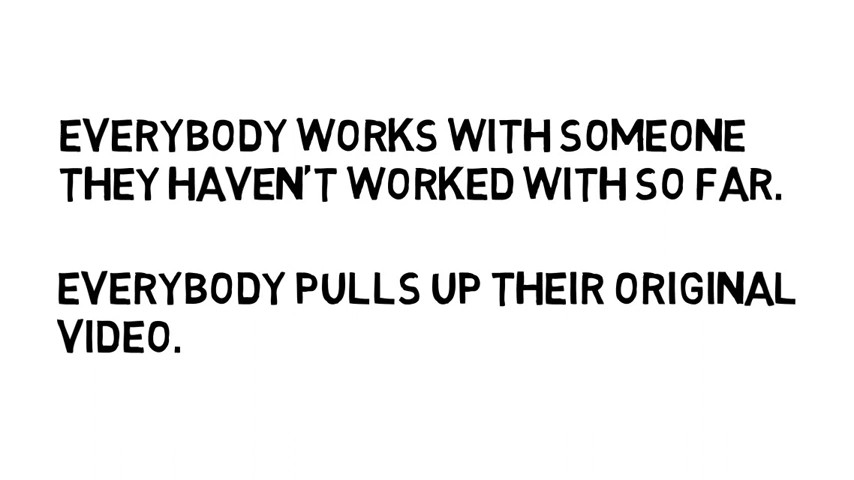 EVERYBODY WORKS WITH SOMEONE
THEY HAVEN'T WORKED WITH SO FAR.
EVERYBODY PULLS UP THEIR ORIGINAL
VIDEO.